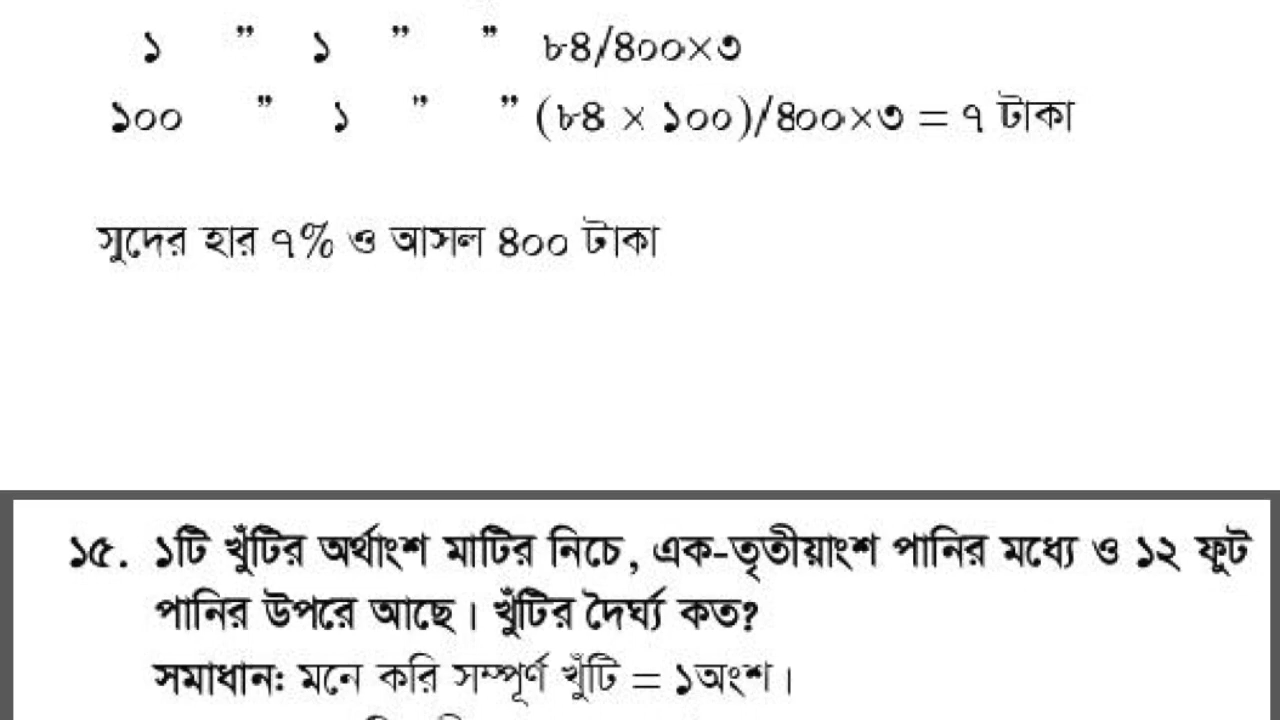 ১ ” ১ ” ” ৮৪/৪০০×৩
১০০ ” ১ ” ” (৮৪ × ১০০)/৪০০×৩ = ৭ টাকা
সুদের হার ৭% ও আসল ৪০০ টাকা
১৫. ১টি খুঁটির অর্থাংশ মাটির নিচে, এক-তৃতীয়াংশ পানির মধ্যে ও ১২ ফূট
পানির উপরে আছে। খুঁটির দৈর্ঘ্য কত?
সমাধান: মনে করি সম্পূর্ণ খুঁটি = ১অংশ।